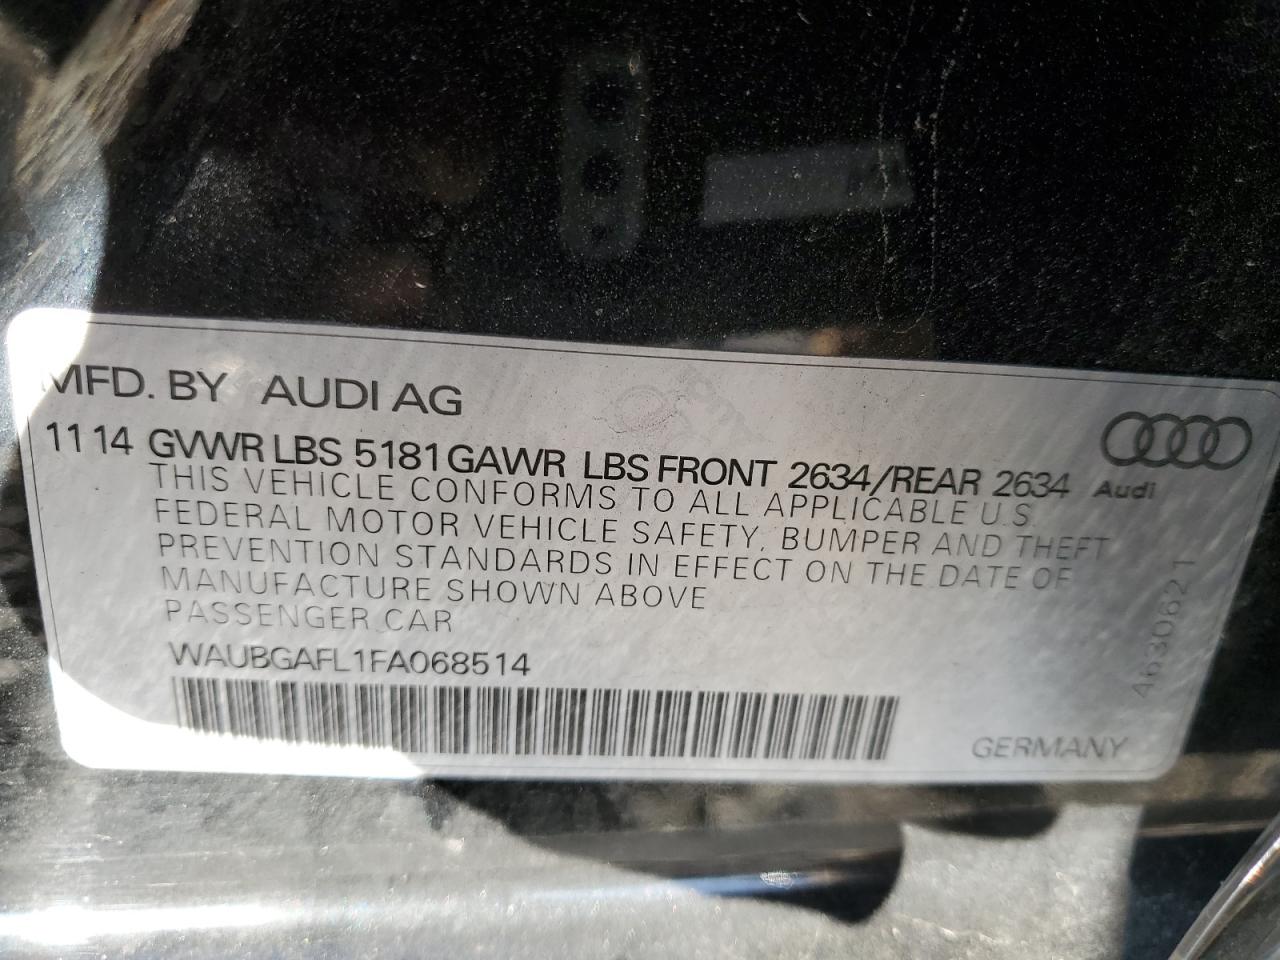 MFD. BY AUDI AG
11 14 GVWR LBS 5181 GAWR LBS FRONT 2634/REAR 2634
THIS VEHICLE CONFORMS TO ALL APPLICABLE U.S.
FEDERAL MOTOR VEHICLE SAFETY, BUMPER AND THEFT
PREVENTION STANDARDS IN EFFECT ON THE DATE OF
MANUFACTURE SHOWN ABOVE
PASSENGER CAR
WAUBGAFL1FA068514
Audi
4630621
GERMANY